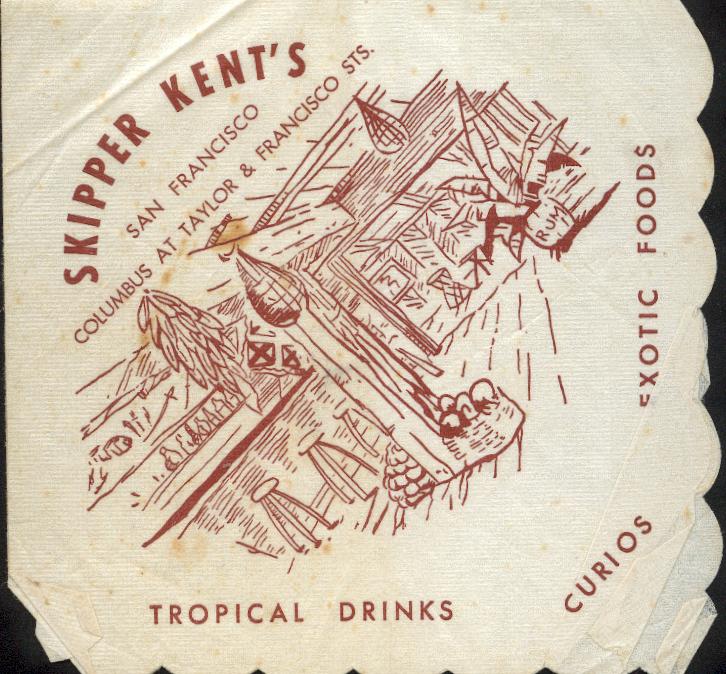 SKIPPER KENT'S
SAN FRANCISCO
COLUMBUS AT TAYLOR & FRANCISCO STS.
RUM
EXOTIC FOODS
CURIOS
TROPICAL DRINKS